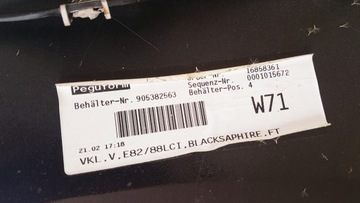 Peguform
Order-Nr. 16858361
Behälter-Nr. 905382563 Sequenz-Nr. 0001015672
Behälter-Pos. 4
W71
21.02 17:18
VKL.V.E82/88LCI.BLACKSAPHIRE.FT